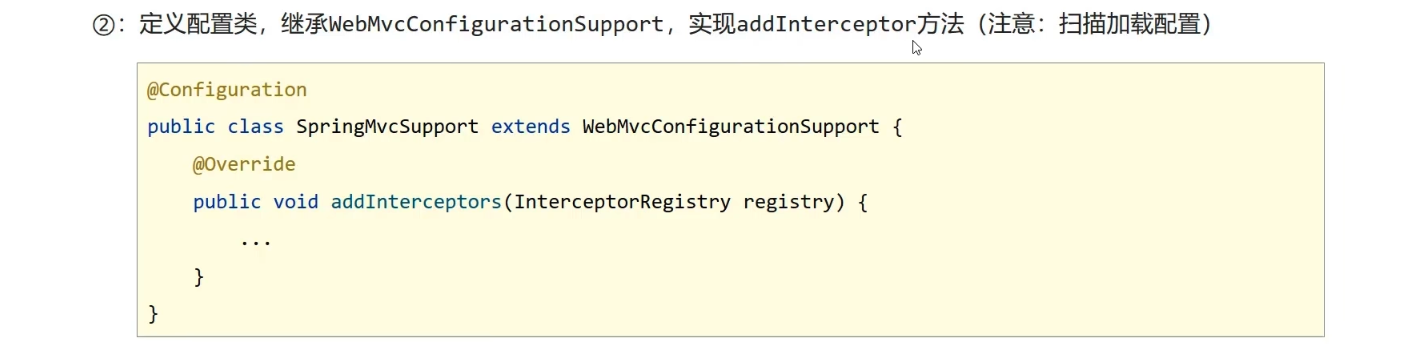 ②：定义配置类，继承WebMvcConfigurationSupport，实现addInterceptor方法（注意：扫描加载配置）
@Configuration
public class SpringMvcSupport extends WebMvcConfigurationSupport {
    @Override
    public void addInterceptors(InterceptorRegistry registry) {
        ...
    }
}